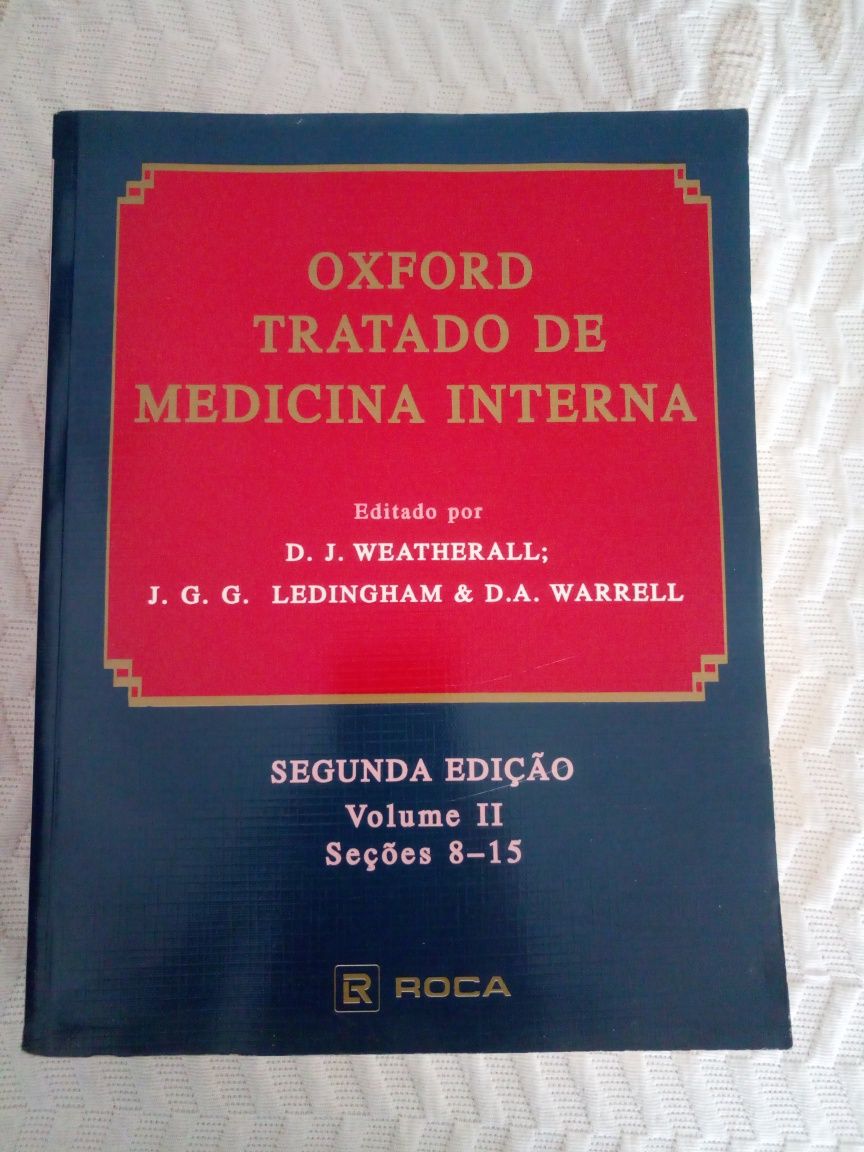 OXFORD
TRATADO DE
MEDICINA INTERNA
Editado por
D. J. WEATHERALL;
J. G. G. LEDINGHAM & D.A. WARRELL
SEGUNDA EDIÇÃO
Volume II
Seções 8–15
ROCA